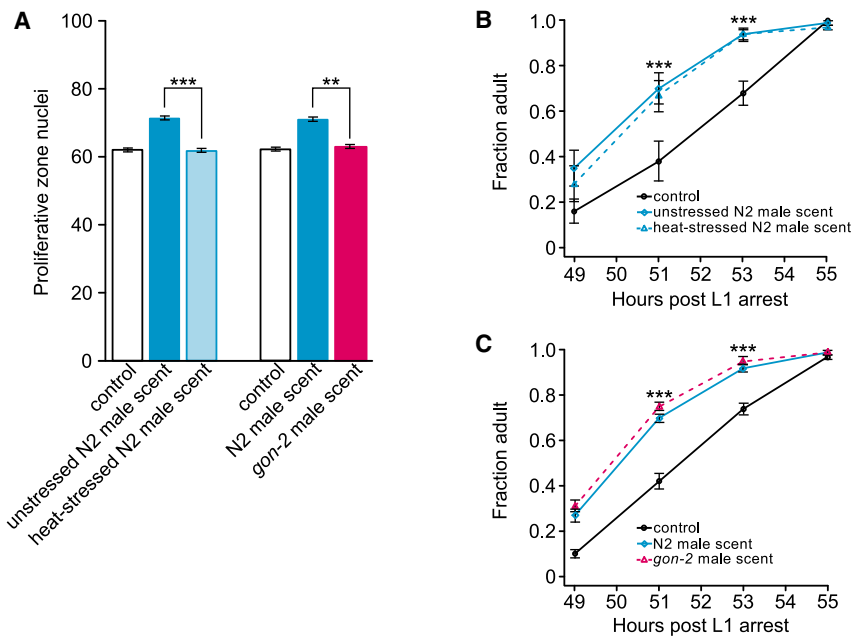 A
Proliferative zone nuclei
100
80
60
40
20
0
***
**
control
unstressed N2 male scent
heat-stressed N2 male scent
control
N2 male scent
gon-2 male scent
B
Fraction adult
1.0
0.8
0.6
0.4
0.2
0
***
***
control
unstressed N2 male scent
heat-stressed N2 male scent
49 50 51 52 53 54 55
Hours post L1 arrest
C
Fraction adult
1.0
0.8
0.6
0.4
0.2
0
***
***
control
N2 male scent
gon-2 male scent
49 50 51 52 53 54 55
Hours post L1 arrest